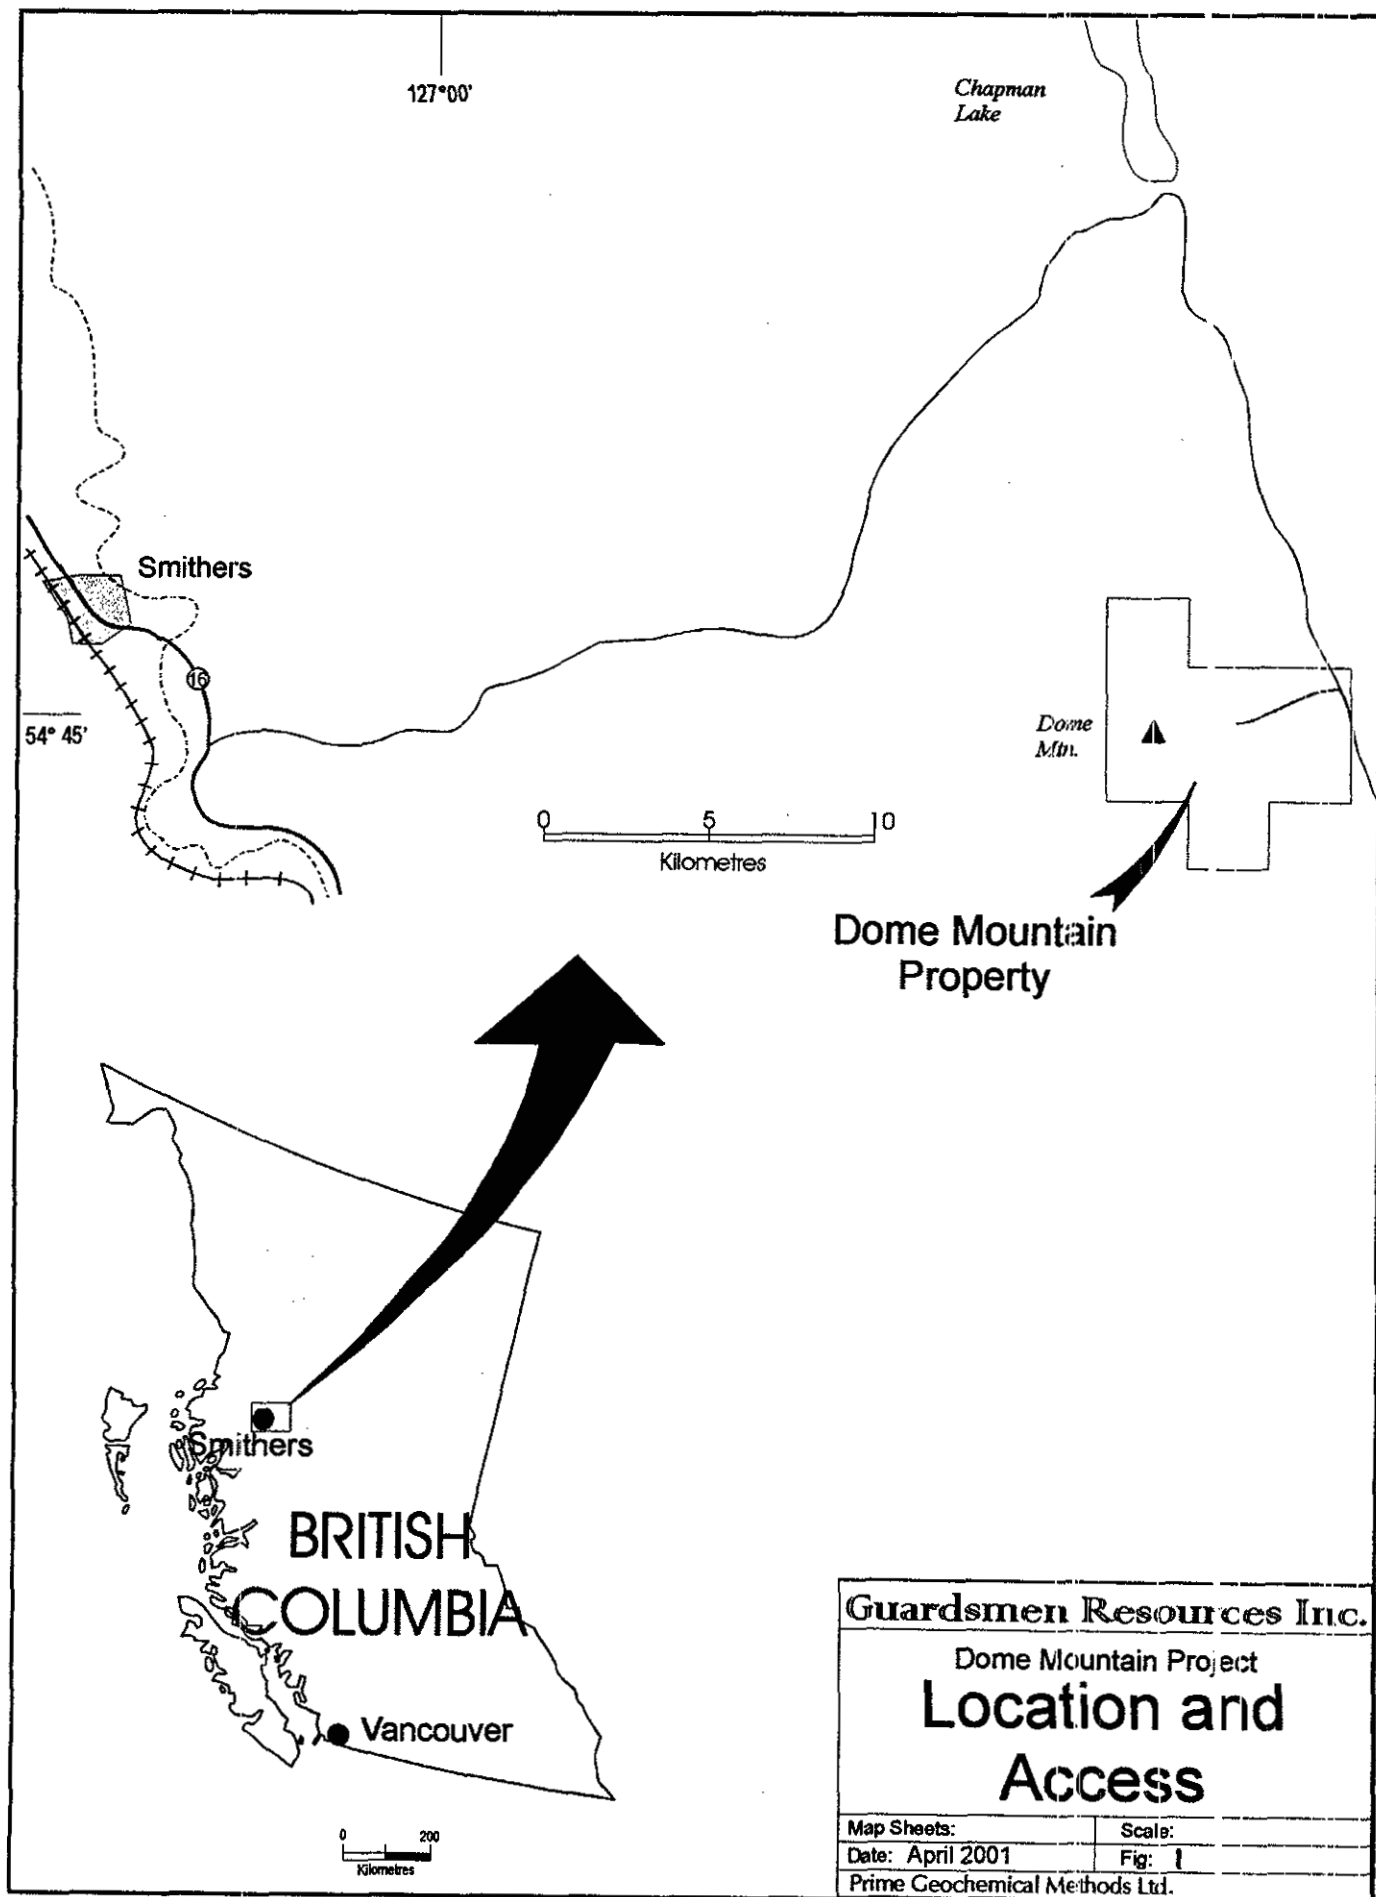 127°00'
Chapman
Lake
Smithers
16
54° 45'
Dome
Mtn.
0 5 10
Kilometres
Dome Mountain
Property
Smithers
BRITISH
COLUMBIA
Vancouver
0 200
Kilometres
Guardsmen Resources Inc.
Dome Mountain Project
Location and
Access
Map Sheets: Scale:
Date: April 2001 Fig: 1
Prime Geochemical Methods Ltd.